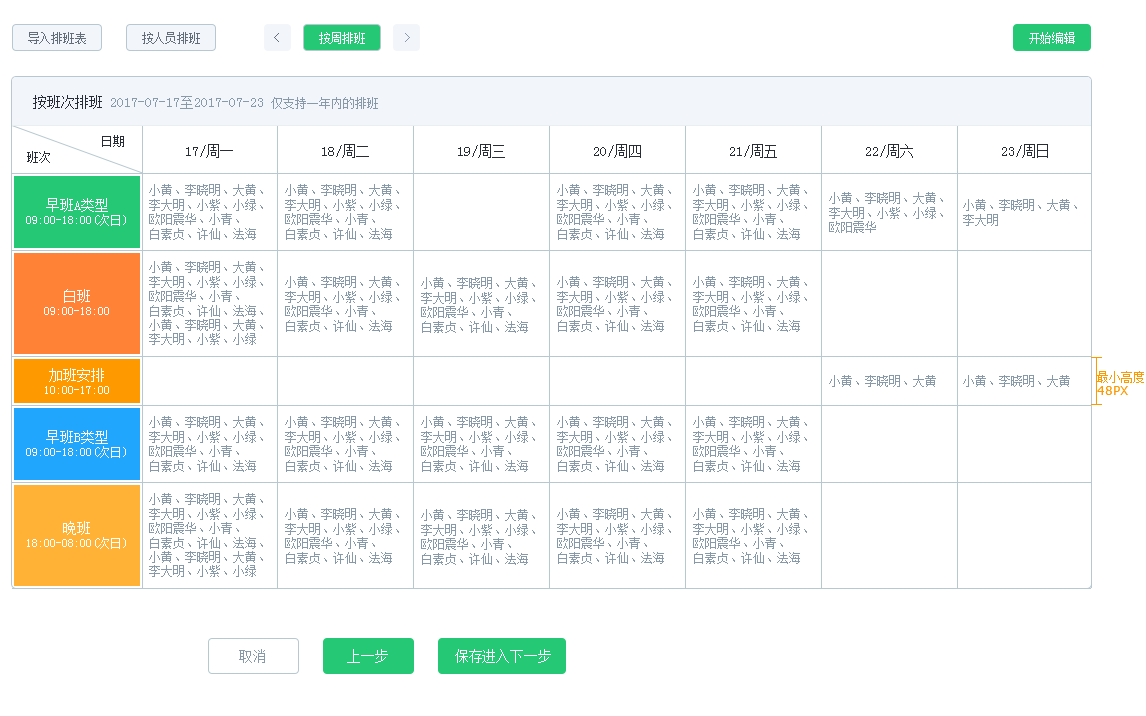 导入排班表 按人员排班 < 按周排班 > 开始编辑
按班次排班 2017-07-17至2017-07-23 仅支持一年内的排班
日期
班次
17/周一 18/周二 19/周三 20/周四 21/周五 22/周六 23/周日
早班A类型
09:00-18:00(次日)
小黄、李晓明、大黄、
李大明、小紫、小绿、
欧阳震华、小青、
白素贞、许仙、法海
小黄、李晓明、大黄、
李大明、小紫、小绿、
欧阳震华、小青、
白素贞、许仙、法海
小黄、李晓明、大黄、
李大明、小紫、小绿、
欧阳震华、小青、
白素贞、许仙、法海
小黄、李晓明、大黄、
李大明、小紫、小绿、
欧阳震华、小青、
白素贞、许仙、法海
小黄、李晓明、大黄、
李大明、小紫、小绿、
欧阳震华
小黄、李晓明、大黄、
李大明
白班
09:00-18:00
小黄、李晓明、大黄、
李大明、小紫、小绿、
欧阳震华、小青、
白素贞、许仙、法海、
小黄、李晓明、大黄、
李大明、小紫、小绿
小黄、李晓明、大黄、
李大明、小紫、小绿、
欧阳震华、小青、
白素贞、许仙、法海
小黄、李晓明、大黄、
李大明、小紫、小绿、
欧阳震华、小青、
白素贞、许仙、法海
小黄、李晓明、大黄、
李大明、小紫、小绿、
欧阳震华、小青、
白素贞、许仙、法海
小黄、李晓明、大黄、
李大明、小紫、小绿、
欧阳震华、小青、
白素贞、许仙、法海
加班安排
10:00-17:00
小黄、李晓明、大黄
小黄、李晓明、大黄
最小高度
48PX
早班B类型
09:00-18:00(次日)
小黄、李晓明、大黄、
李大明、小紫、小绿、
欧阳震华、小青、
白素贞、许仙、法海
小黄、李晓明、大黄、
李大明、小紫、小绿、
欧阳震华、小青、
白素贞、许仙、法海
小黄、李晓明、大黄、
李大明、小紫、小绿、
欧阳震华、小青、
白素贞、许仙、法海
小黄、李晓明、大黄、
李大明、小紫、小绿、
欧阳震华、小青、
白素贞、许仙、法海
小黄、李晓明、大黄、
李大明、小紫、小绿、
欧阳震华、小青、
白素贞、许仙、法海
晚班
18:00-08:00(次日)
小黄、李晓明、大黄、
李大明、小紫、小绿、
欧阳震华、小青、
白素贞、许仙、法海、
小黄、李晓明、大黄、
李大明、小紫、小绿
小黄、李晓明、大黄、
李大明、小紫、小绿、
欧阳震华、小青、
白素贞、许仙、法海
小黄、李晓明、大黄、
李大明、小紫、小绿、
欧阳震华、小青、
白素贞、许仙、法海
小黄、李晓明、大黄、
李大明、小紫、小绿、
欧阳震华、小青、
白素贞、许仙、法海
小黄、李晓明、大黄、
李大明、小紫、小绿、
欧阳震华、小青、
白素贞、许仙、法海
取消 上一步 保存进入下一步